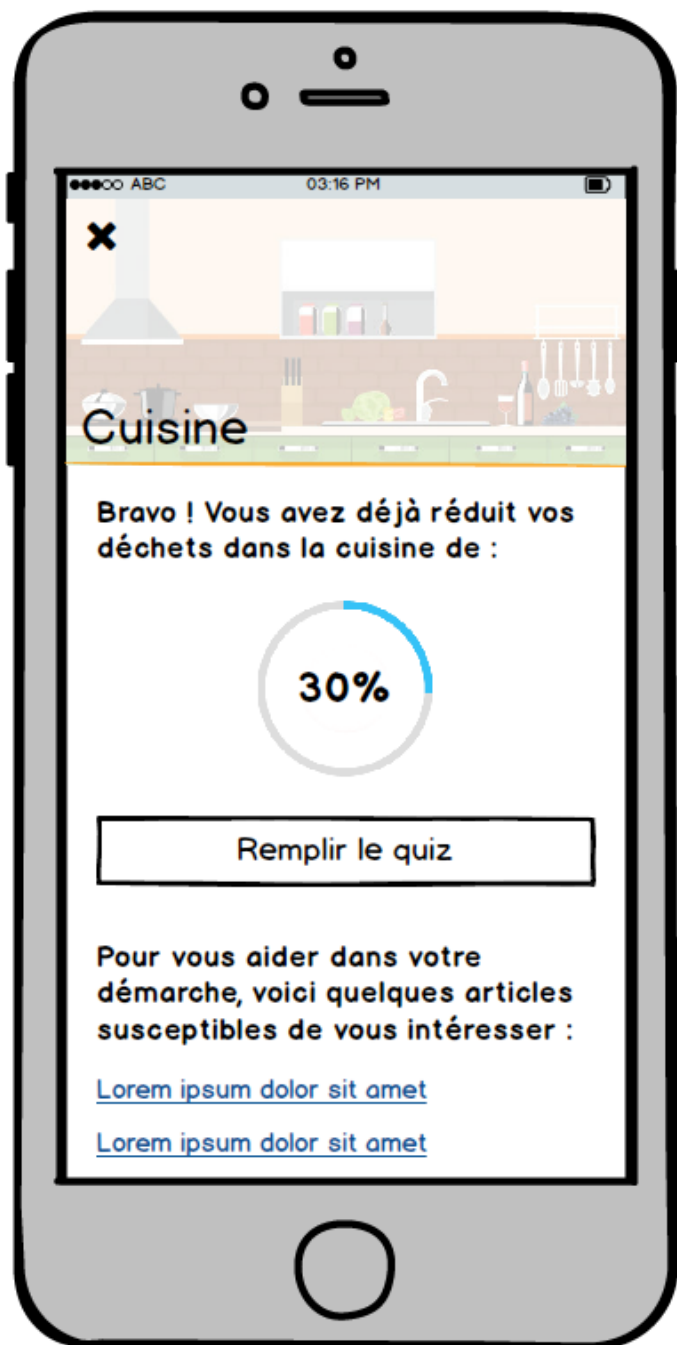 ABC 03:16 PM
Cuisine
Bravo ! Vous avez déjà réduit vos
déchets dans la cuisine de :
30%
Remplir le quiz
Pour vous aider dans votre
démarche, voici quelques articles
susceptibles de vous intéresser :
Lorem ipsum dolor sit amet
Lorem ipsum dolor sit amet